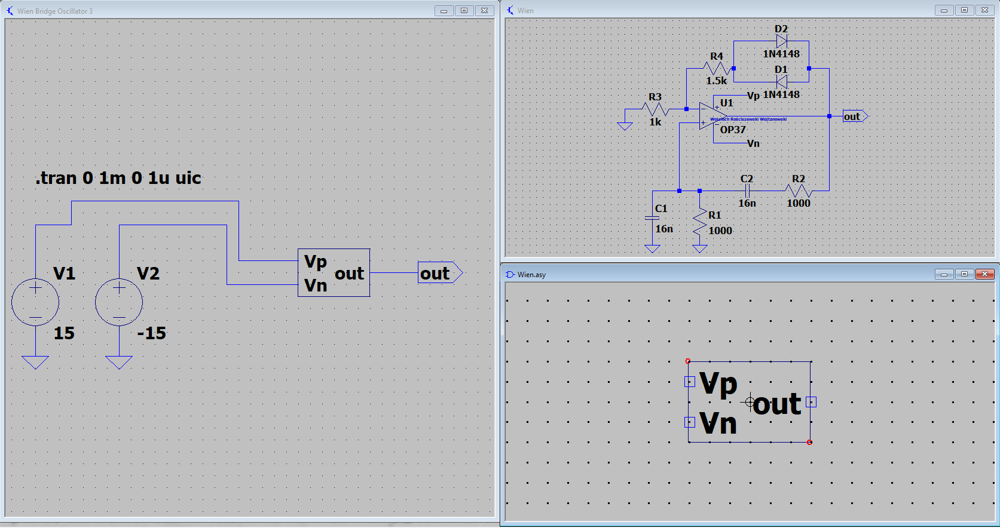 Wien Bridge Oscillator 3
.tran 0 1m 0 1u uic
V1
V2
Vp
out
Vn
out
15
-15
Wien
D2
1N4148
R4
1.5k
D1
1N4148
Vp
R3
1k
U1
Wojciech Rościszewski Wojtanowski
OP37
out
Vn
C2
16n
R2
1000
C1
16n
R1
1000
Wien.asy
Vp
out
Vn